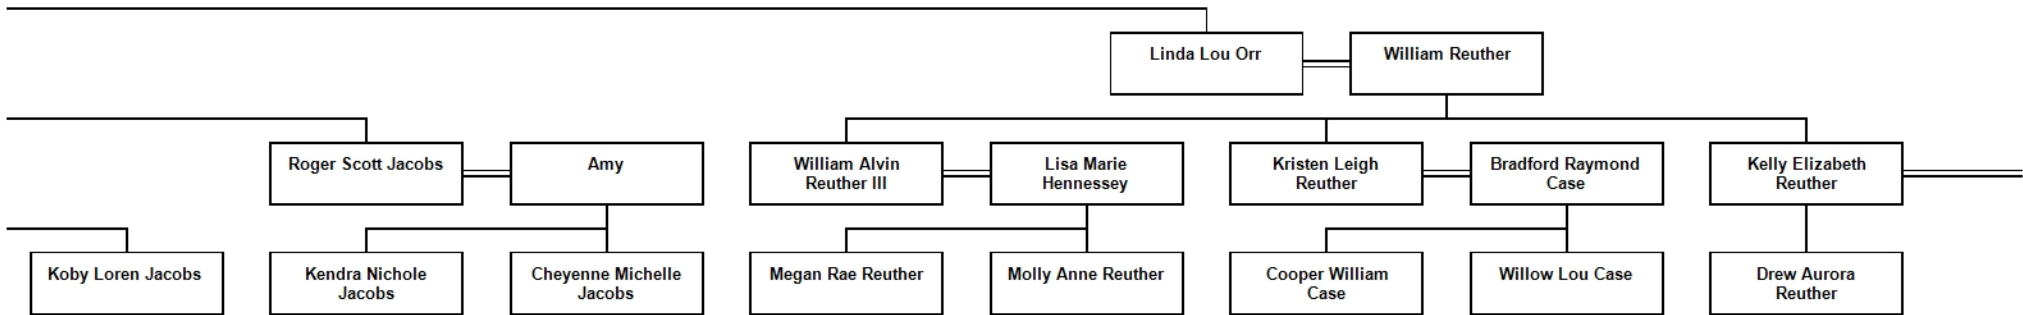 Linda Lou Orr
William Reuther
Roger Scott Jacobs
Amy
William Alvin
Reuther III
Lisa Marie
Hennessey
Kristen Leigh
Reuther
Bradford Raymond
Case
Kelly Elizabeth
Reuther
Koby Loren Jacobs
Kendra Nichole
Jacobs
Cheyenne Michelle
Jacobs
Megan Rae Reuther
Molly Anne Reuther
Cooper William
Case
Willow Lou Case
Drew Aurora
Reuther